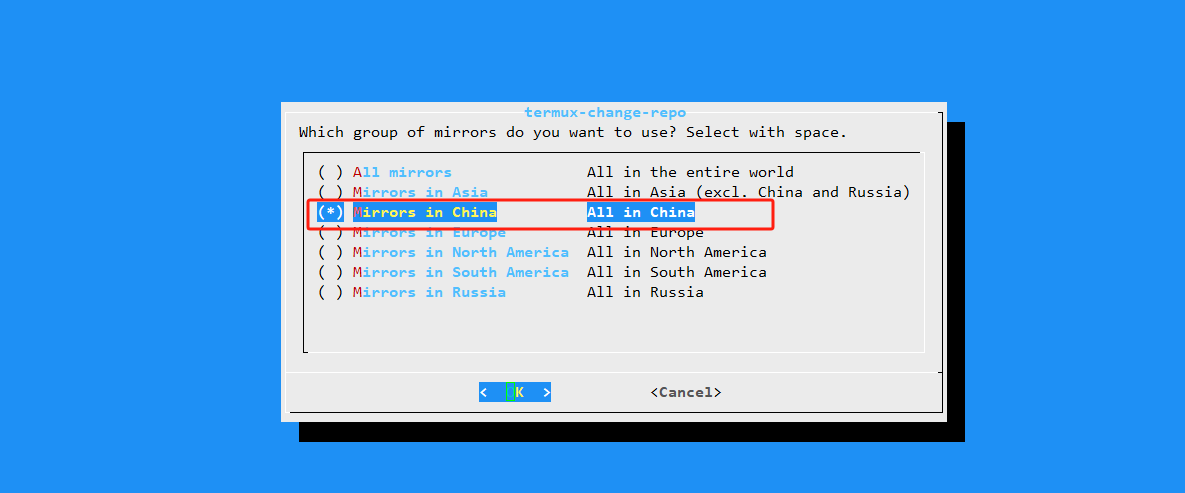 termux-change-repo
Which group of mirrors do you want to use? Select with space.
( ) All mirrors All in the entire world
( ) Mirrors in Asia All in Asia (excl. China and Russia)
(*) Mirrors in China All in China
( ) Mirrors in Europe All in Europe
( ) Mirrors in North America All in North America
( ) Mirrors in South America All in South America
( ) Mirrors in Russia All in Russia
< OK > <Cancel>